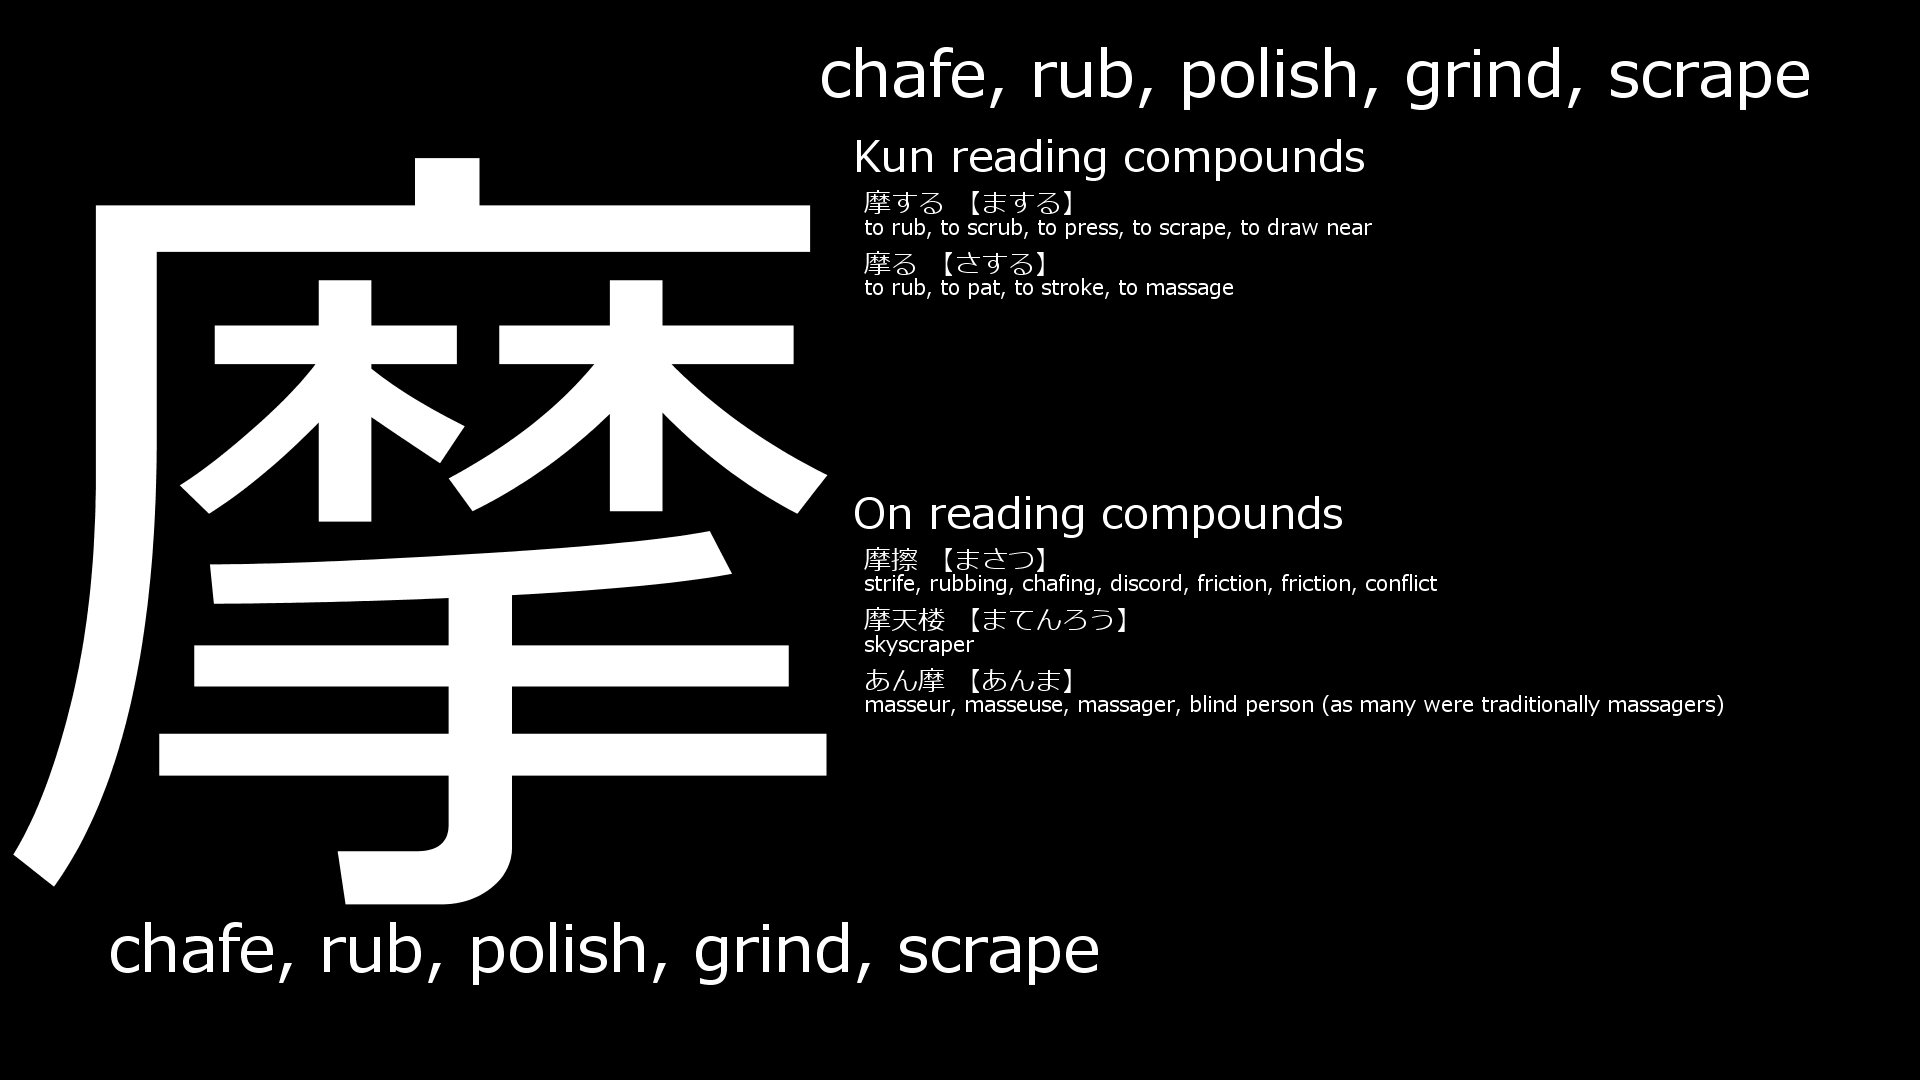 chafe, rub, polish, grind, scrape
摩
Kun reading compounds
摩する 【まする】
to rub, to scrub, to press, to scrape, to draw near
摩る 【さする】
to rub, to pat, to stroke, to massage
On reading compounds
摩擦 【まさつ】
strife, rubbing, chafing, discord, friction, friction, conflict
摩天楼 【まてんろう】
skyscraper
あん摩 【あんま】
masseur, masseuse, massager, blind person (as many were traditionally massagers)
chafe, rub, polish, grind, scrape